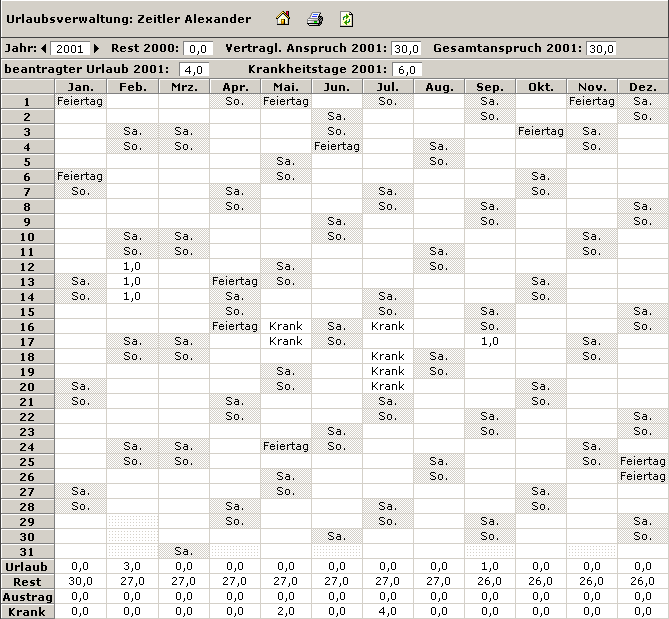 Urlaubsverwaltung: Zeitler Alexander
Jahr: 2001 Rest 2000: 0,0 Vertragl. Anspruch 2001: 30,0 Gesamtanspruch 2001: 30,0
beantragter Urlaub 2001: 4,0 Krankheitstage 2001: 6,0
Jan. Feb. Mrz. Apr. Mai. Jun. Jul. Aug. Sep. Okt. Nov. Dez.
1 Feiertag So. Feiertag So. Sa. Feiertag Sa.
2 Sa. So. So.
3 Sa. Sa. So. Feiertag Sa.
4 So. So. Feiertag Sa. So.
5 Sa. So.
6 Feiertag So. Sa.
7 So. Sa. Sa. So.
8 So. So. Sa. Sa.
9 Sa. So. So.
10 Sa. Sa. So. Sa.
11 So. So. Sa. So.
12 1,0 Sa. So.
13 Sa. 1,0 Feiertag So. Sa.
14 So. 1,0 Sa. Sa. So.
15 So. So. Sa. Sa.
16 Feiertag Krank Sa. Krank So. So.
17 Sa. Sa. Krank So. 1,0 Sa.
18 So. So. Krank Sa. So.
19 Sa. Krank So.
20 Sa. So. Krank Sa.
21 So. Sa. Sa. So.
22 So. So. Sa. Sa.
23 Sa. So. So.
24 Sa. Sa. Feiertag So. Sa.
25 So. So. Sa. So. Feiertag
26 Sa. So. Feiertag
27 Sa. So. Sa.
28 So. Sa. Sa. So.
29 So. So. Sa. Sa.
30 Sa. So. So.
31 Sa.
Urlaub 0,0 3,0 0,0 0,0 0,0 0,0 0,0 0,0 1,0 0,0 0,0 0,0
Rest 30,0 27,0 27,0 27,0 27,0 27,0 27,0 27,0 26,0 26,0 26,0 26,0
Austrag 0,0 0,0 0,0 0,0 0,0 0,0 0,0 0,0 0,0 0,0 0,0 0,0
Krank 0,0 0,0 0,0 0,0 2,0 0,0 4,0 0,0 0,0 0,0 0,0 0,0